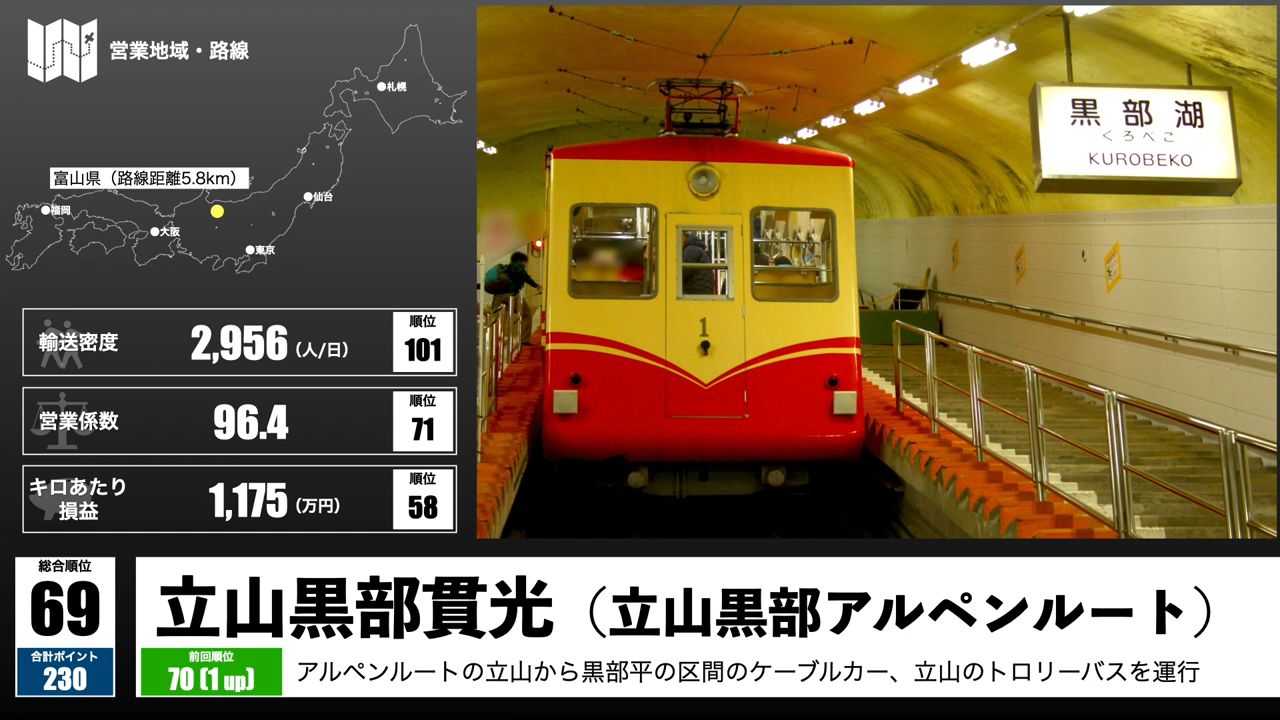 営業地域・路線
札幌
富山県（路線距離5.8km）
仙台
福岡
大阪
東京
輸送密度
2,956（人/日）
順位
101
営業係数
96.4
順位
71
キロあたり
損益
1,175（万円）
順位
58
黒部湖
くろべこ
KUROBEKO
1
総合順位
69
合計ポイント
230
立山黒部貫光（立山黒部アルペンルート）
前回順位
70 (1 up)
アルペンルートの立山から黒部平の区間のケーブルカー、立山のトロリーバスを運行